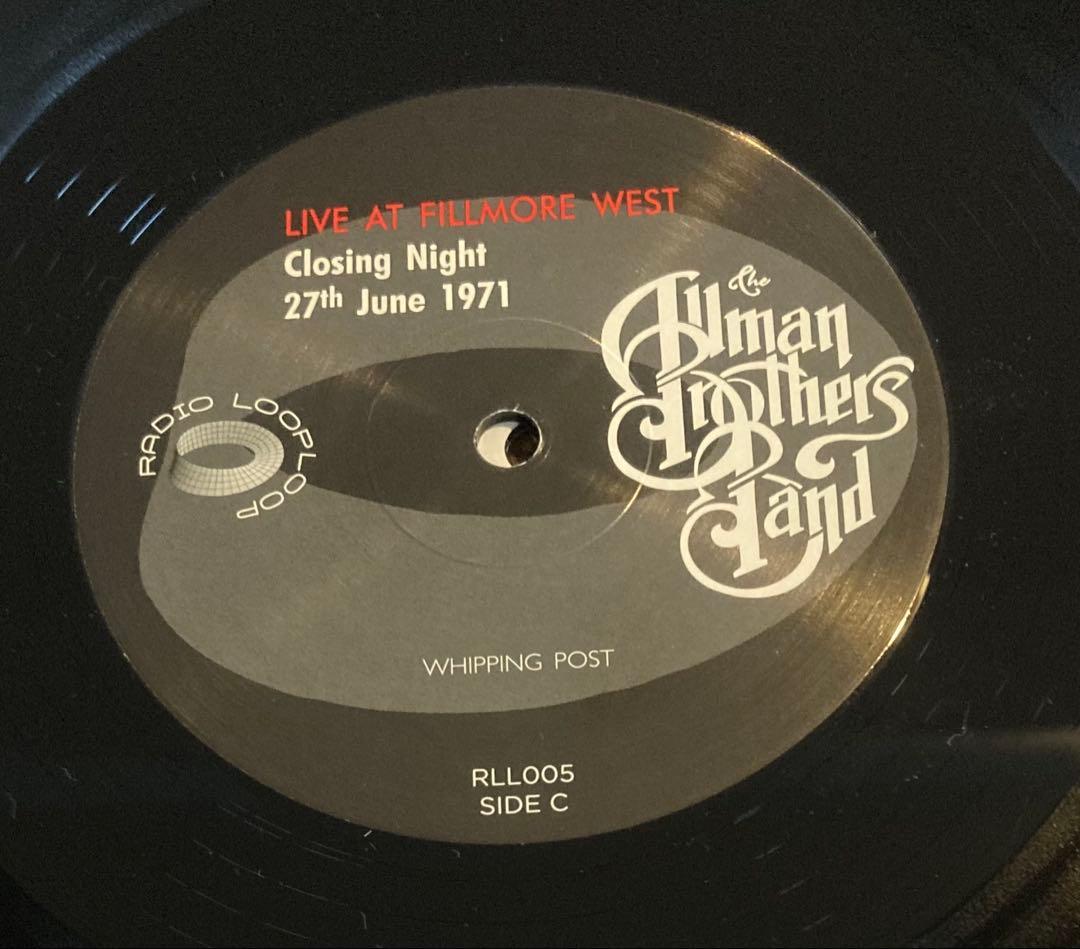 LIVE AT FILLMORE WEST
Closing Night
27th June 1971
The
Allman
Brothers
Band
RADIO LOOPLOOP
WHIPPING POST
RLL005
SIDE C